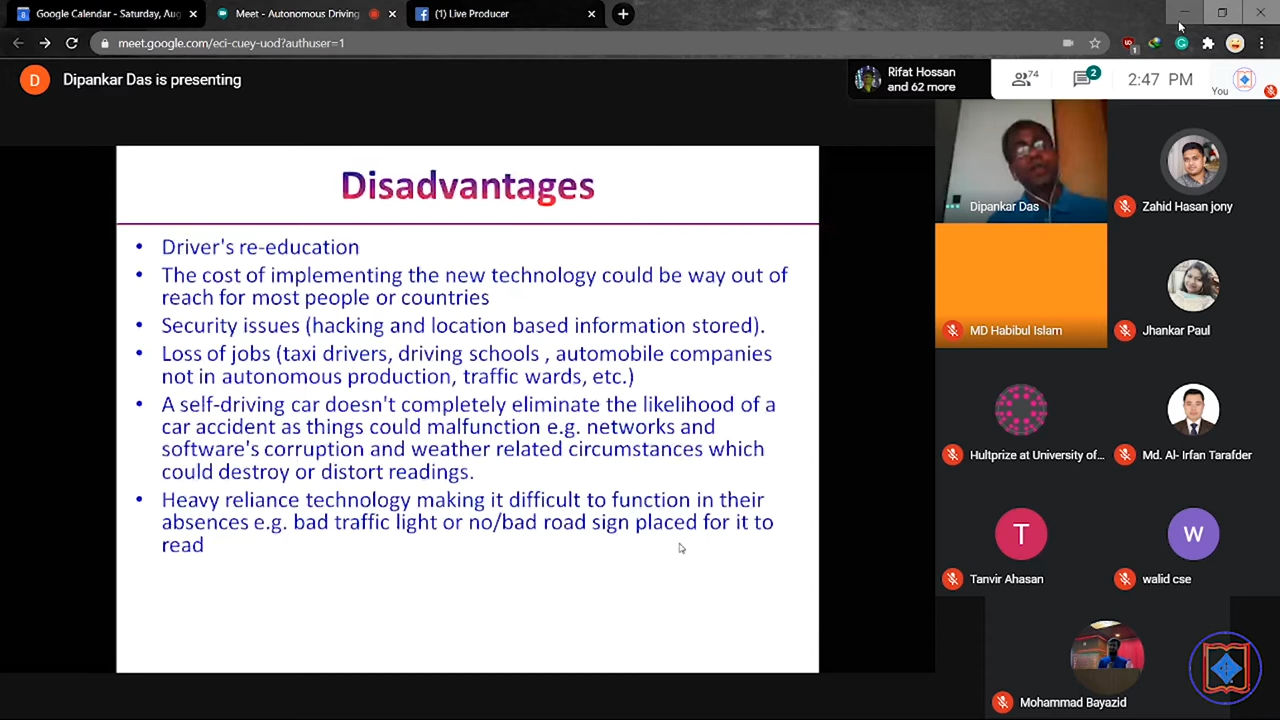 Google Calendar - Saturday, Aug
Meet - Autonomous Driving
(1) Live Producer
meet.google.com/eci-cuey-uod?authuser=1
D
Dipankar Das is presenting
Rifat Hossan
and 62 more
74
2
2:47 PM
You
Disadvantages
• Driver's re-education
• The cost of implementing the new technology could be way out of
reach for most people or countries
• Security issues (hacking and location based information stored).
• Loss of jobs (taxi drivers, driving schools , automobile companies
not in autonomous production, traffic wards, etc.)
• A self-driving car doesn't completely eliminate the likelihood of a
car accident as things could malfunction e.g. networks and
software's corruption and weather related circumstances which
could destroy or distort readings.
• Heavy reliance technology making it difficult to function in their
absences e.g. bad traffic light or no/bad road sign placed for it to
read
Dipankar Das
Zahid Hasan jony
MD Habibul Islam
Jhankar Paul
Hultprize at University of...
Md. Al- Irfan Tarafder
T
Tanvir Ahasan
W
walid cse
Mohammad Bayazid